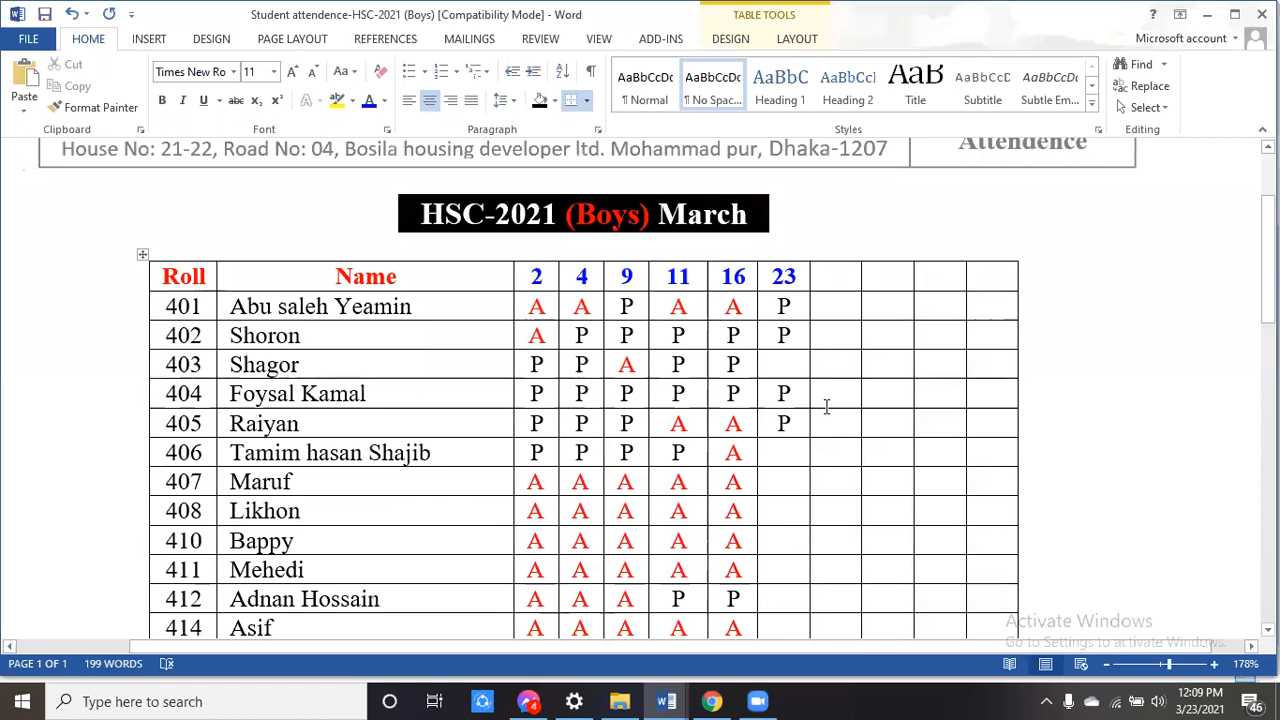 Student attendence-HSC-2021 (Boys) [Compatibility Mode] - Word
TABLE TOOLS
?
FILE HOME INSERT DESIGN PAGE LAYOUT REFERENCES MAILINGS REVIEW VIEW ADD-INS DESIGN LAYOUT Microsoft account
Paste
Cut
Copy
Format Painter
Clipboard
Times New Ro 11
Font
Paragraph
AaBbCcDc AaBbCcDc AaBbC AaBbCc AaB AaBbCcD AaBbCcDc
¶ Normal ¶ No Spac... Heading 1 Heading 2 Title Subtitle Subtle Em...
Styles
Find
Replace
Select
Editing
House No: 21-22, Road No: 04, Bosila housing developer ltd. Mohammad pur, Dhaka-1207
Attendence
HSC-2021 (Boys) March
Roll Name 2 4 9 11 16 23
401 Abu saleh Yeamin A A P A A P
402 Shoron A P P P P P
403 Shagor P P A P P
404 Foysal Kamal P P P P P P
405 Raiyan P P P A A P
406 Tamim hasan Shajib P P P P A
407 Maruf A A A A A
408 Likhon A A A A A
410 Bappy A A A A A
411 Mehedi A A A A A
412 Adnan Hossain A A A P P
414 Asif A A A A A
Activate Windows
Go to Settings to activate Windows.
PAGE 1 OF 1 199 WORDS 178%
Type here to search
4
12:09 PM
3/23/2021
46